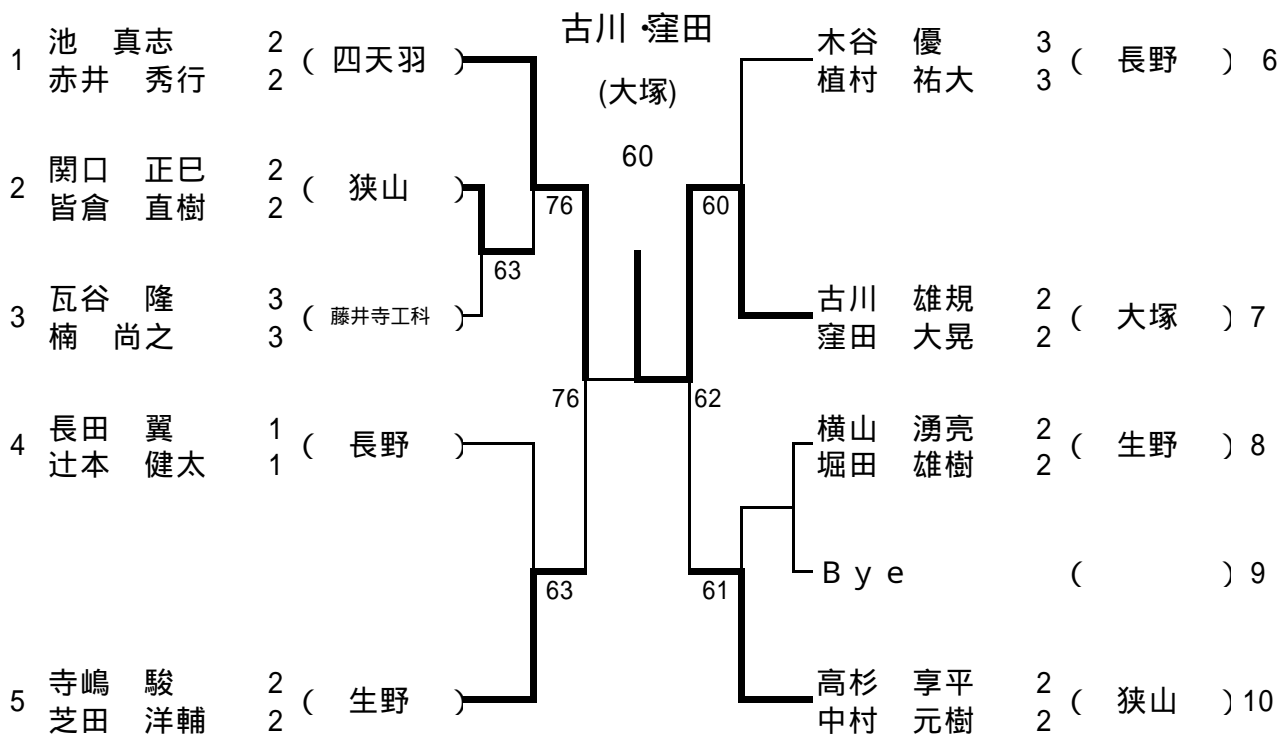 古川・窪田
(大塚)
60
1 池 真志 2 ( 四天羽 )
赤井 秀行 2
2 関口 正巳 2 ( 狭山 )
皆倉 直樹 2
3 瓦谷 隆 3 ( 藤井寺工科 )
楠 尚之 3
4 長田 翼 1 ( 長野 )
辻本 健太 1
5 寺嶋 駿 2 ( 生野 )
芝田 洋輔 2
76
63
76
63
60
62
61
木谷 優 3 ( 長野 ) 6
植村 祐大 3
古川 雄規 2 ( 大塚 ) 7
窪田 大晃 2
横山 湧亮 2 ( 生野 ) 8
堀田 雄樹 2
Bye ( ) 9
高杉 享平 2 ( 狭山 ) 10
中村 元樹 2